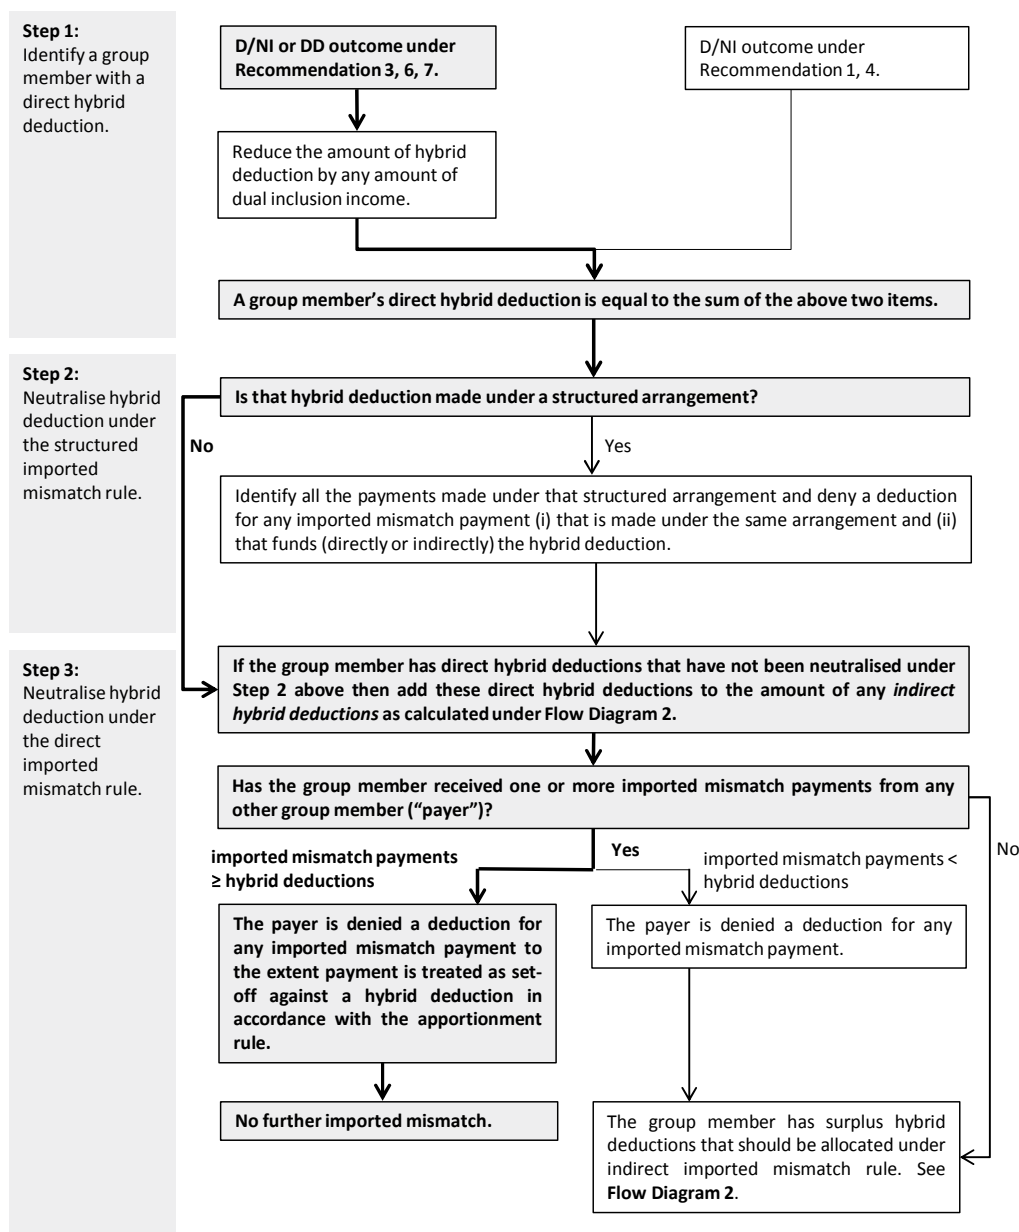 Step 1:
Identify a group
member with a
direct hybrid
deduction.
D/NI or DD outcome under
Recommendation 3, 6, 7.
D/NI outcome under
Recommendation 1, 4.
Reduce the amount of hybrid
deduction by any amount of
dual inclusion income.
A group member’s direct hybrid deduction is equal to the sum of the above two items.
Step 2:
Neutralise hybrid
deduction under
the structured
imported
mismatch rule.
Is that hybrid deduction made under a structured arrangement?
No
Yes
Identify all the payments made under that structured arrangement and deny a deduction
for any imported mismatch payment (i) that is made under the same arrangement and (ii)
that funds (directly or indirectly) the hybrid deduction.
Step 3:
Neutralise hybrid
deduction under
the direct
imported
mismatch rule.
If the group member has direct hybrid deductions that have not been neutralised under
Step 2 above then add these direct hybrid deductions to the amount of any indirect
hybrid deductions as calculated under Flow Diagram 2.
Has the group member received one or more imported mismatch payments from any
other group member (“payer”)?
No
imported mismatch payments
≥ hybrid deductions
Yes
imported mismatch payments <
hybrid deductions
The payer is denied a deduction for
any imported mismatch payment to
the extent payment is treated as set-
off against a hybrid deduction in
accordance with the apportionment
rule.
The payer is denied a deduction for any
imported mismatch payment.
No further imported mismatch.
The group member has surplus hybrid
deductions that should be allocated under
indirect imported mismatch rule. See
Flow Diagram 2.